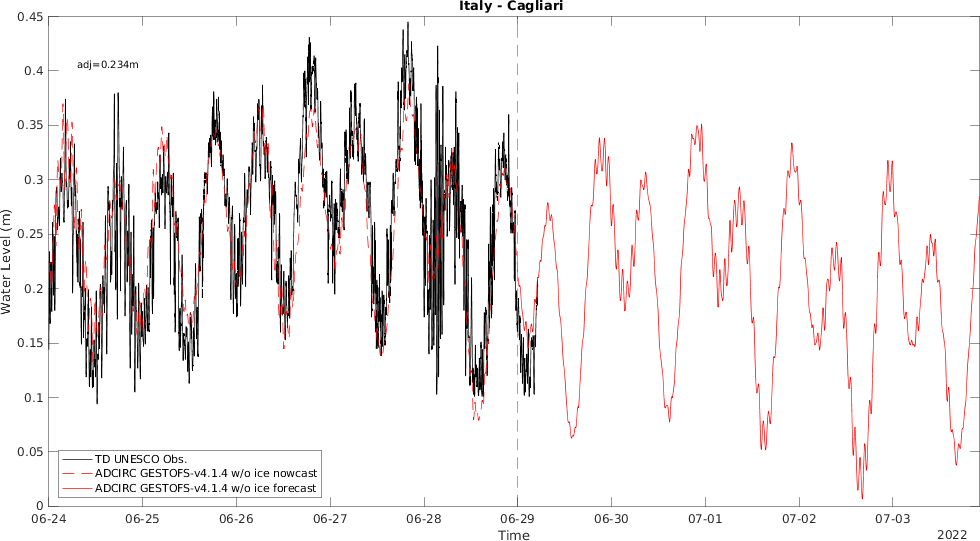 Italy - Cagliari
0.45
0.4
0.35
0.3
0.25
0.2
0.15
0.1
0.05
0
Water Level (m)
adj=0.234m
TD UNESCO Obs.
ADCIRC GESTOFS-v4.1.4 w/o ice nowcast
ADCIRC GESTOFS-v4.1.4 w/o ice forecast
06-24 06-25 06-26 06-27 06-28 06-29 06-30 07-01 07-02 07-03
Time
2022